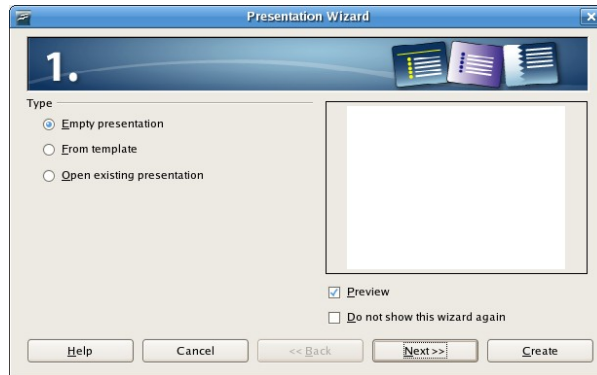 Presentation Wizard
1.
Type
Empty presentation
From template
Open existing presentation
Preview
Do not show this wizard again
Help
Cancel
<< Back
Next >>
Create